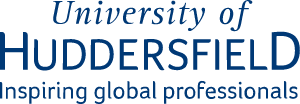 University of
HUDDERSFIELD
Inspiring global professionals